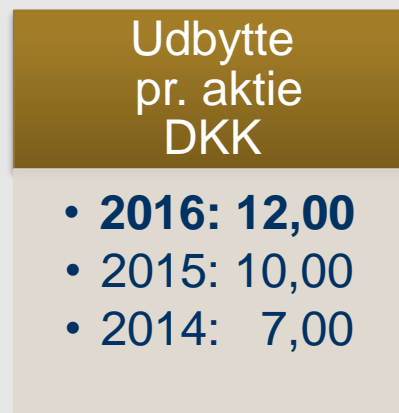 Udbytte
pr. aktie
DKK
• 2016: 12,00
• 2015: 10,00
• 2014: 7,00